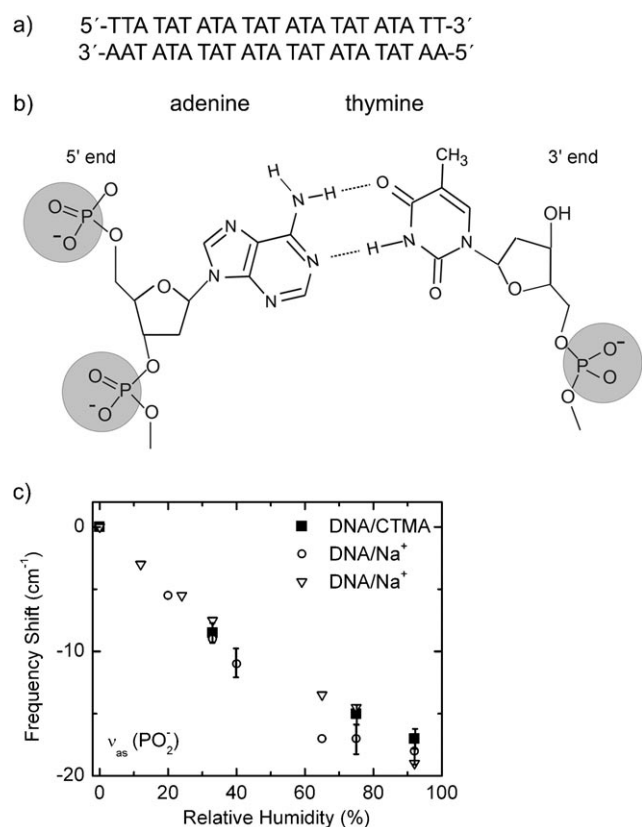 a)
5´-TTA TAT ATA TAT ATA TAT ATA TT-3´
3´-AAT ATA TAT ATA TAT ATA TAT AA-5´
b)
adenine thymine
5' end
3' end
O
O P O
- O
O
H
N H
N N
N N
O
O
O P O
- O
O
CH3
O
H N N
O
OH
O
O O-
P
O O
c)
DNA/CTMA
DNA/Na+
DNA/Na+
Frequency Shift (cm-1)
0
-10
-20
νas (PO2-)
0 20 40 60 80 100
Relative Humidity (%)